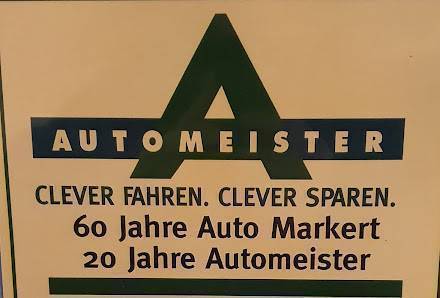 AUTOMEISTER
CLEVER FAHREN. CLEVER SPAREN.
60 Jahre Auto Markert
20 Jahre Automeister